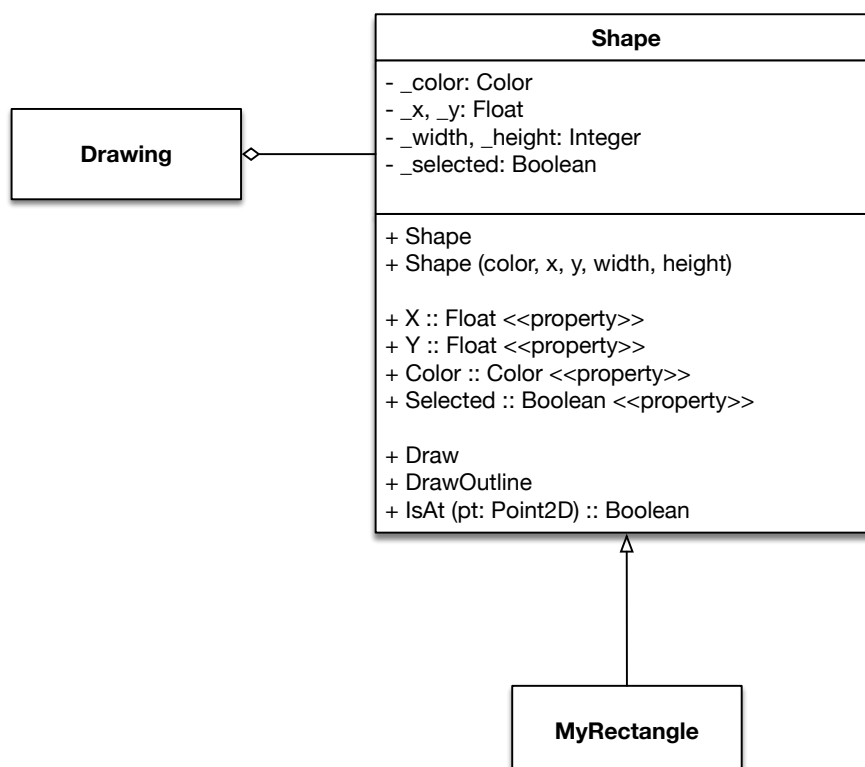 Shape
- _color: Color
- _x, _y: Float
- _width, _height: Integer
- _selected: Boolean
Drawing
+ Shape
+ Shape (color, x, y, width, height)
+ X :: Float <<property>>
+ Y :: Float <<property>>
+ Color :: Color <<property>>
+ Selected :: Boolean <<property>>
+ Draw
+ DrawOutline
+ IsAt (pt: Point2D) :: Boolean
MyRectangle